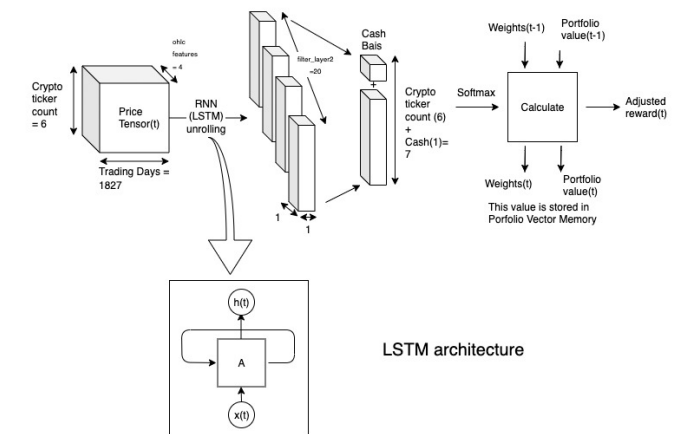 ohlc
features
= 4
Crypto
ticker
count
= 6
Price
Tensor(t)
Trading Days =
1827
RNN
(LSTM)
unrolling
filter_layer2
=20
1
1
Cash
Bais
+
Crypto
ticker
count (6)
+
Cash(1)=
7
Softmax
Weights(t-1)
Portfolio
value(t-1)
Calculate
Adjusted
reward(t)
Weights(t)
Portfolio
value(t)
This value is stored in
Porfolio Vector Memory
h(t)
A
x(t)
LSTM architecture